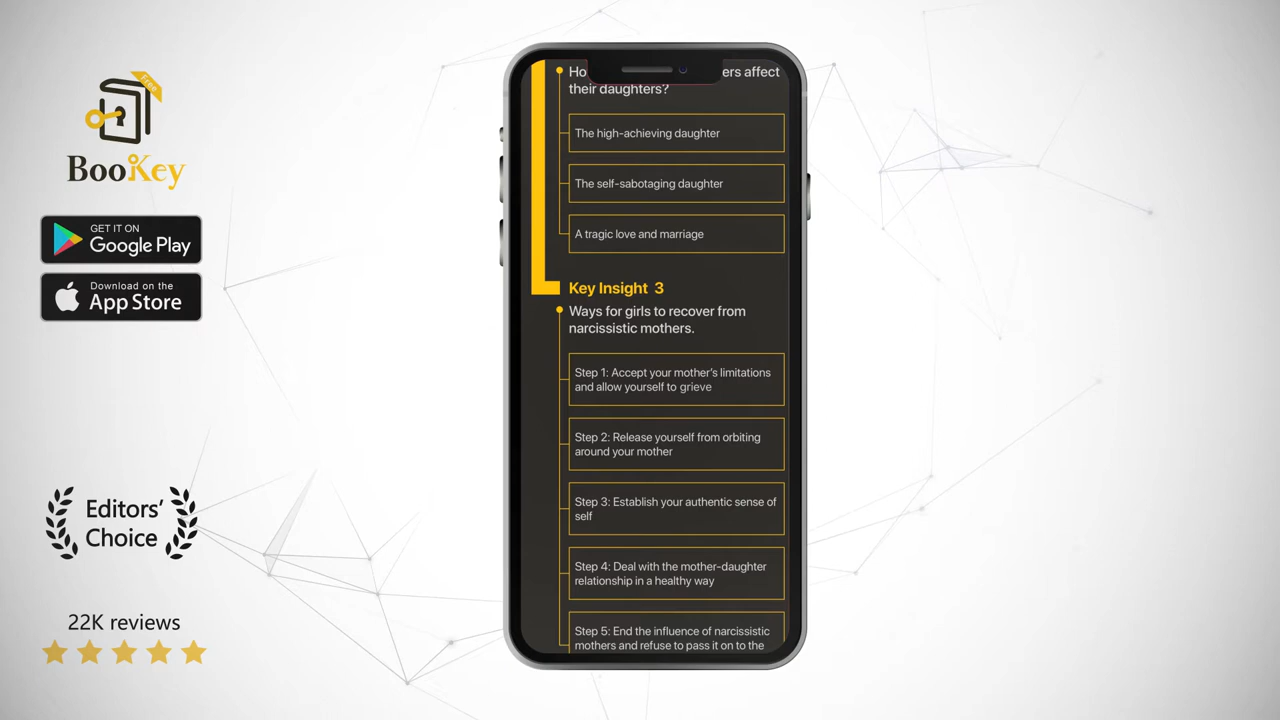 Free
BooKey
GET IT ON
Google Play
Download on the
App Store
Editors’
Choice
22K reviews
ers affect
their daughters?
The high-achieving daughter
The self-sabotaging daughter
A tragic love and marriage
Key Insight 3
Ways for girls to recover from
narcissistic mothers.
Step 1: Accept your mother’s limitations
and allow yourself to grieve
Step 2: Release yourself from orbiting
around your mother
Step 3: Establish your authentic sense of
self
Step 4: Deal with the mother-daughter
relationship in a healthy way
Step 5: End the influence of narcissistic
mothers and refuse to pass it on to the